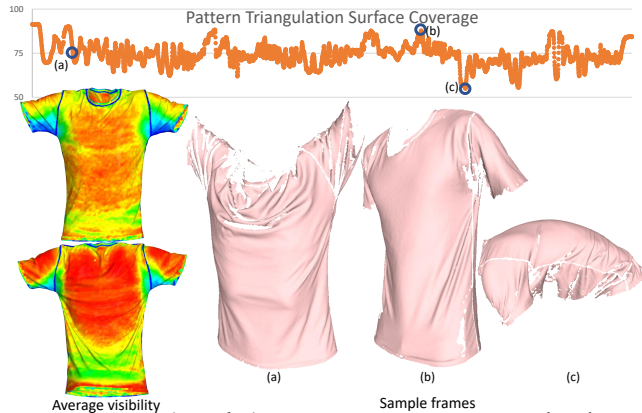 Pattern Triangulation Surface Coverage
100
75
50
(a)
(b)
(c)
(a)
(b)
(c)
Average visibility
Sample frames